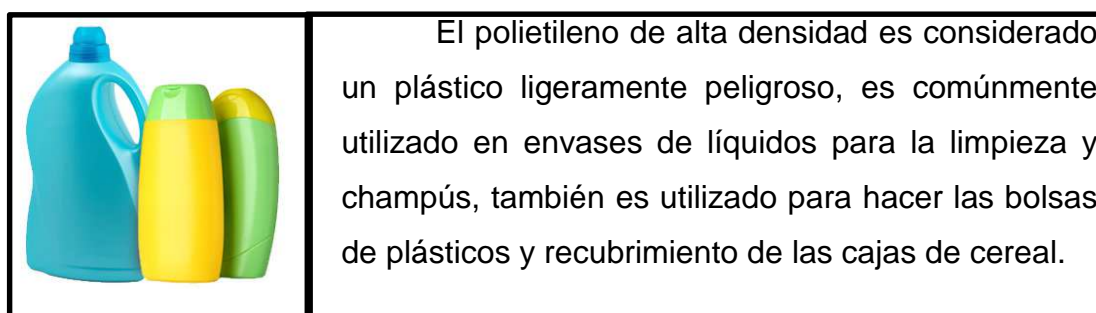 El polietileno de alta densidad es considerado
un plástico ligeramente peligroso, es comúnmente
utilizado en envases de líquidos para la limpieza y
champús, también es utilizado para hacer las bolsas
de plásticos y recubrimiento de las cajas de cereal.